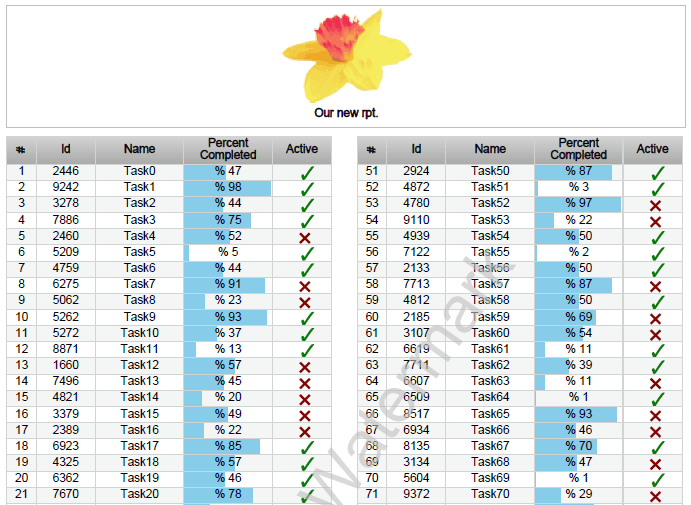 Our new rpt.
# Id Name Percent Completed Active
1 2446 Task0 % 47
2 9242 Task1 % 98
3 3278 Task2 % 44
4 7886 Task3 % 75
5 2460 Task4 % 52
6 5209 Task5 % 5
7 4759 Task6 % 44
8 6275 Task7 % 91
9 5062 Task8 % 23
10 5262 Task9 % 93
11 5272 Task10 % 37
12 8871 Task11 % 13
13 1660 Task12 % 57
14 7496 Task13 % 45
15 4821 Task14 % 20
16 3379 Task15 % 49
17 2389 Task16 % 22
18 6923 Task17 % 85
19 4325 Task18 % 57
20 6362 Task19 % 46
21 7670 Task20 % 78
# Id Name Percent Completed Active
51 2924 Task50 % 87
52 4872 Task51 % 3
53 4780 Task52 % 97
54 9110 Task53 % 22
55 4939 Task54 % 50
56 7122 Task55 % 2
57 2133 Task56 % 50
58 7713 Task57 % 87
59 4812 Task58 % 50
60 2185 Task59 % 69
61 3107 Task60 % 54
62 6619 Task61 % 11
63 7711 Task62 % 39
64 6607 Task63 % 11
65 6509 Task64 % 1
66 8517 Task65 % 93
67 6934 Task66 % 46
68 8135 Task67 % 70
69 3134 Task68 % 47
70 5604 Task69 % 1
71 9372 Task70 % 29
Watermark